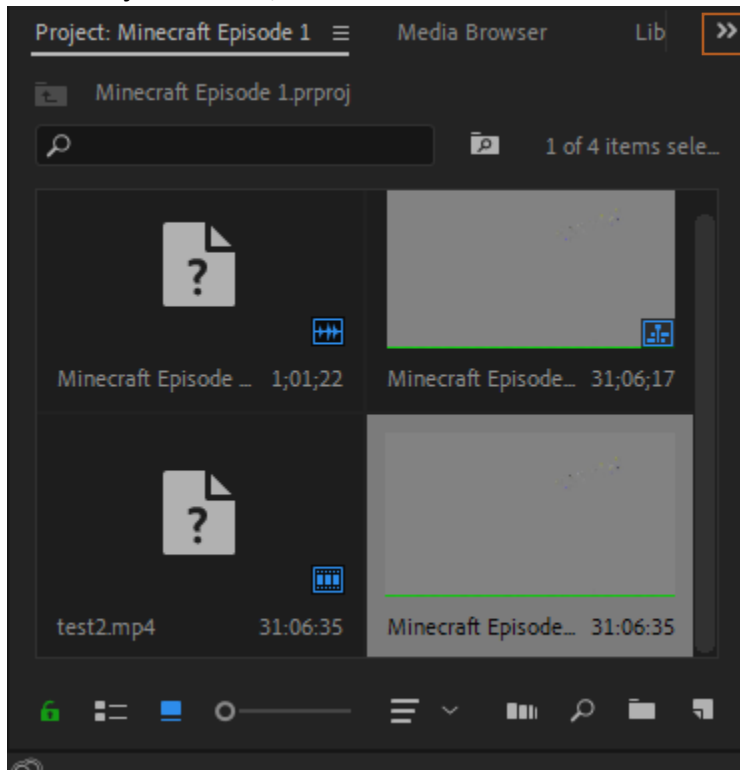 Project: Minecraft Episode 1 Media Browser Lib
Minecraft Episode 1.prproj
1 of 4 items sele...
Minecraft Episode ... 1;01;22
Minecraft Episode... 31;06;17
test2.mp4 31:06:35
Minecraft Episode... 31:06:35